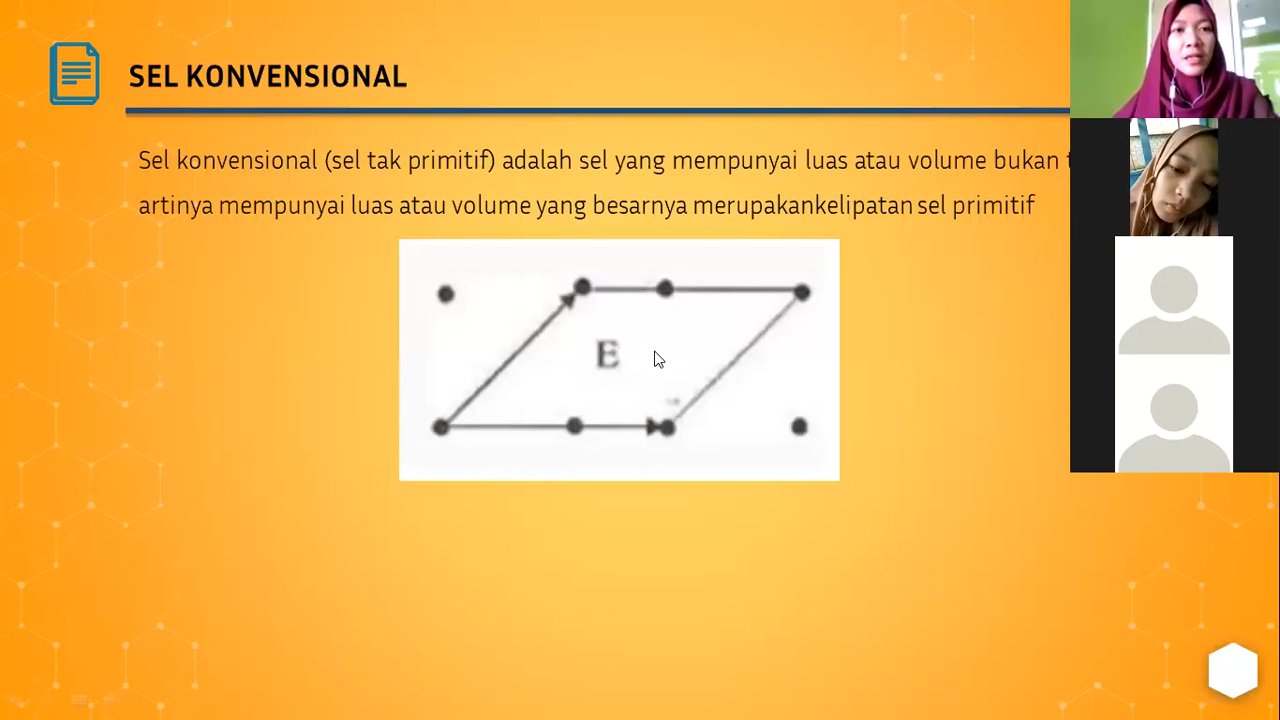 SEL KONVENSIONAL
Sel konvensional (sel tak primitif) adalah sel yang mempunyai luas atau volume bukan
artinya mempunyai luas atau volume yang besarnya merupakankelipatan sel primitif
E